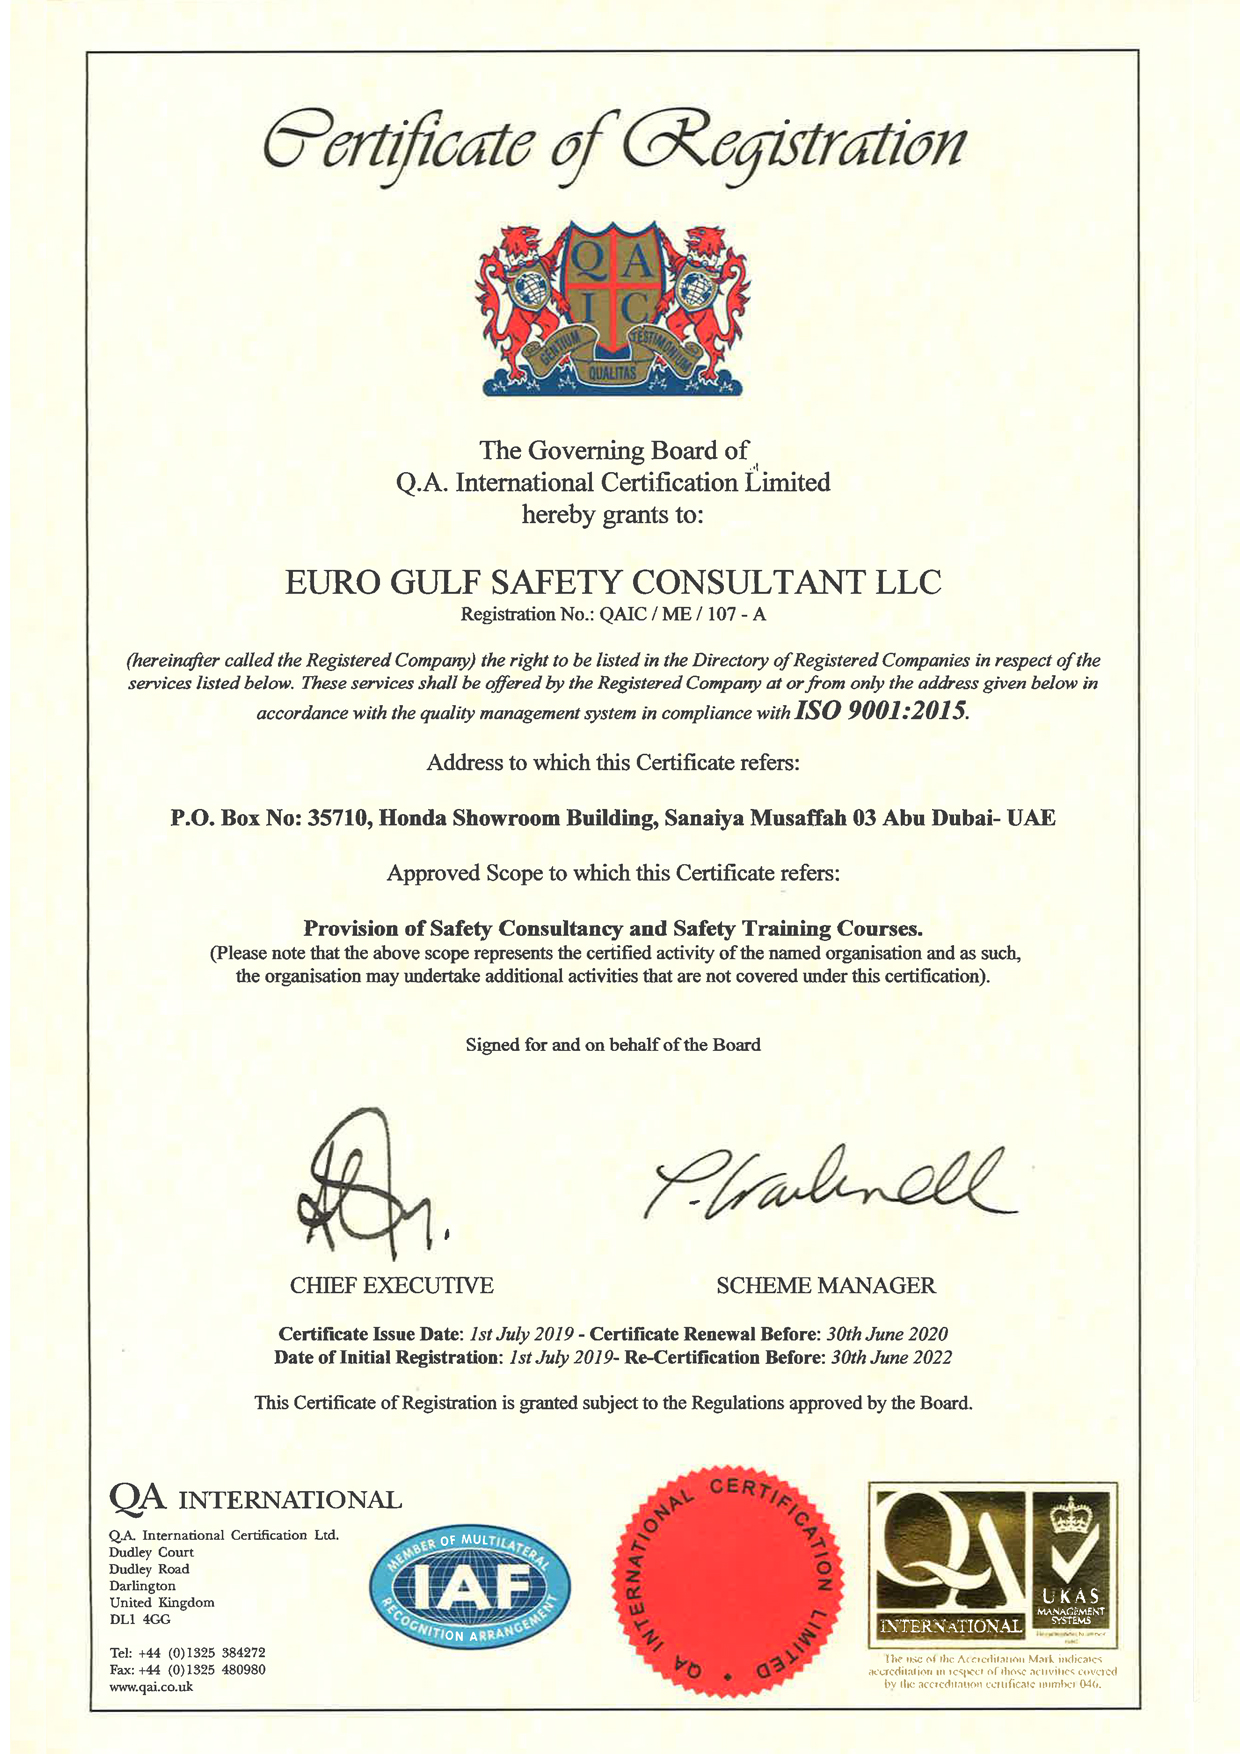 Certificate of Registration
Q A
I C
GENTIUM QUALITAS TESTIMONIUM
The Governing Board of
Q.A. International Certification Limited
hereby grants to:
EURO GULF SAFETY CONSULTANT LLC
Registration No.: QAIC / ME / 107 - A
(hereinafter called the Registered Company) the right to be listed in the Directory of Registered Companies in respect of the
services listed below. These services shall be offered by the Registered Company at or from only the address given below in
accordance with the quality management system in compliance with ISO 9001:2015.
Address to which this Certificate refers:
P.O. Box No: 35710, Honda Showroom Building, Sanaiya Musaffah 03 Abu Dubai- UAE
Approved Scope to which this Certificate refers:
Provision of Safety Consultancy and Safety Training Courses.
(Please note that the above scope represents the certified activity of the named organisation and as such,
the organisation may undertake additional activities that are not covered under this certification).
Signed for and on behalf of the Board
CHIEF EXECUTIVE
SCHEME MANAGER
Certificate Issue Date: 1st July 2019 - Certificate Renewal Before: 30th June 2020
Date of Initial Registration: 1st July 2019- Re-Certification Before: 30th June 2022
This Certificate of Registration is granted subject to the Regulations approved by the Board.
QA INTERNATIONAL
Q.A. International Certification Ltd.
Dudley Court
Dudley Road
Darlington
United Kingdom
DL1 4GG
Tel: +44 (0)1325 384272
Fax: +44 (0)1325 480980
www.qai.co.uk
MEMBER OF MULTILATERAL
IAF
RECOGNITION ARRANGEMENT
QA INTERNATIONAL CERTIFICATION LIMITED
QA
INTERNATIONAL
UKAS
MANAGEMENT
SYSTEMS
The use of the Accreditation Mark indicates
accreditation in respect of those activities covered
by the accreditation certificate number 046.